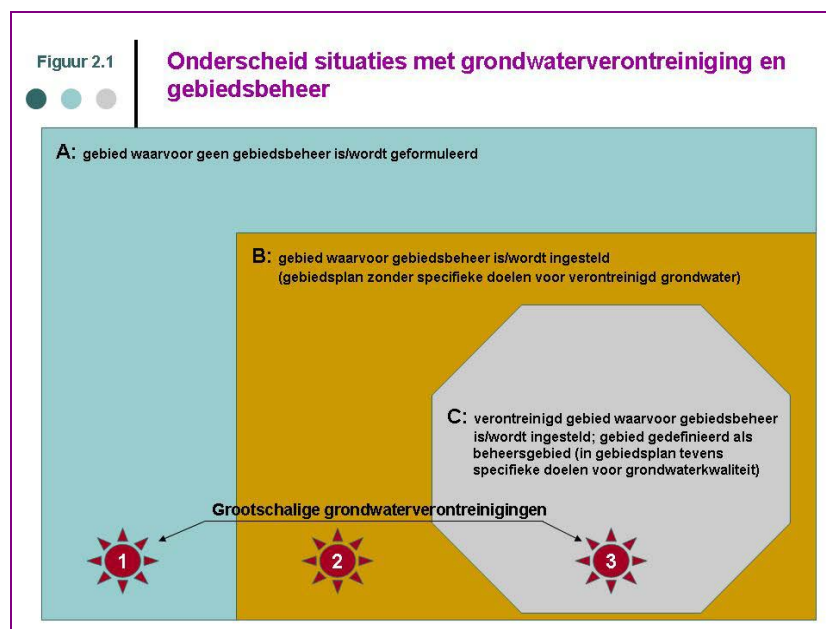 Figuur 2.1
Onderscheid situaties met grondwaterverontreiniging en
gebiedsbeheer
A: gebied waarvoor geen gebiedsbeheer is/wordt geformuleerd
B: gebied waarvoor gebiedsbeheer is/wordt ingesteld
(gebiedsplan zonder specifieke doelen voor verontreinigd grondwater)
C: verontreinigd gebied waarvoor gebiedsbeheer
is/wordt ingesteld; gebied gedefinieerd als
beheersgebied (in gebiedsplan tevens
specifieke doelen voor grondwaterkwaliteit)
Grootschalige grondwaterverontreinigingen
1
2
3